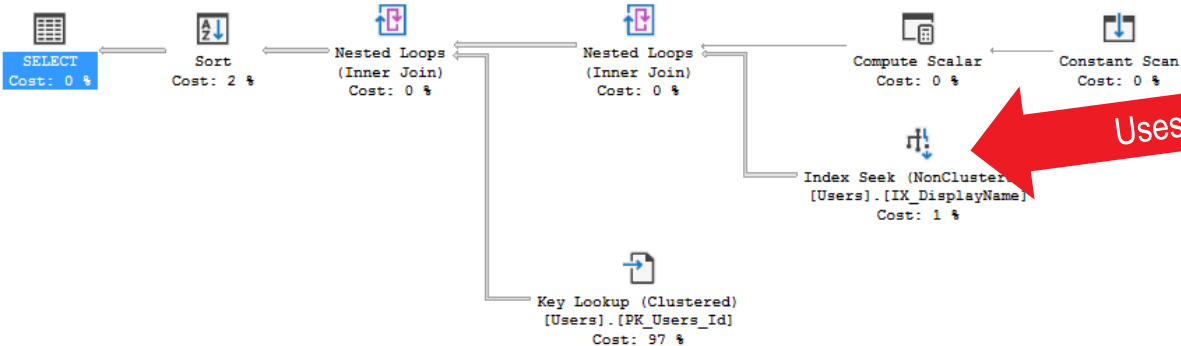 SELECT
Cost: 0 %
Sort
Cost: 2 %
Nested Loops
(Inner Join)
Cost: 0 %
Nested Loops
(Inner Join)
Cost: 0 %
Compute Scalar
Cost: 0 %
Constant Scan
Cost: 0 %
Uses
Index Seek (NonCluster
[Users].[IX_DisplayName]
Cost: 1 %
Key Lookup (Clustered)
[Users].[PK_Users_Id]
Cost: 97 %